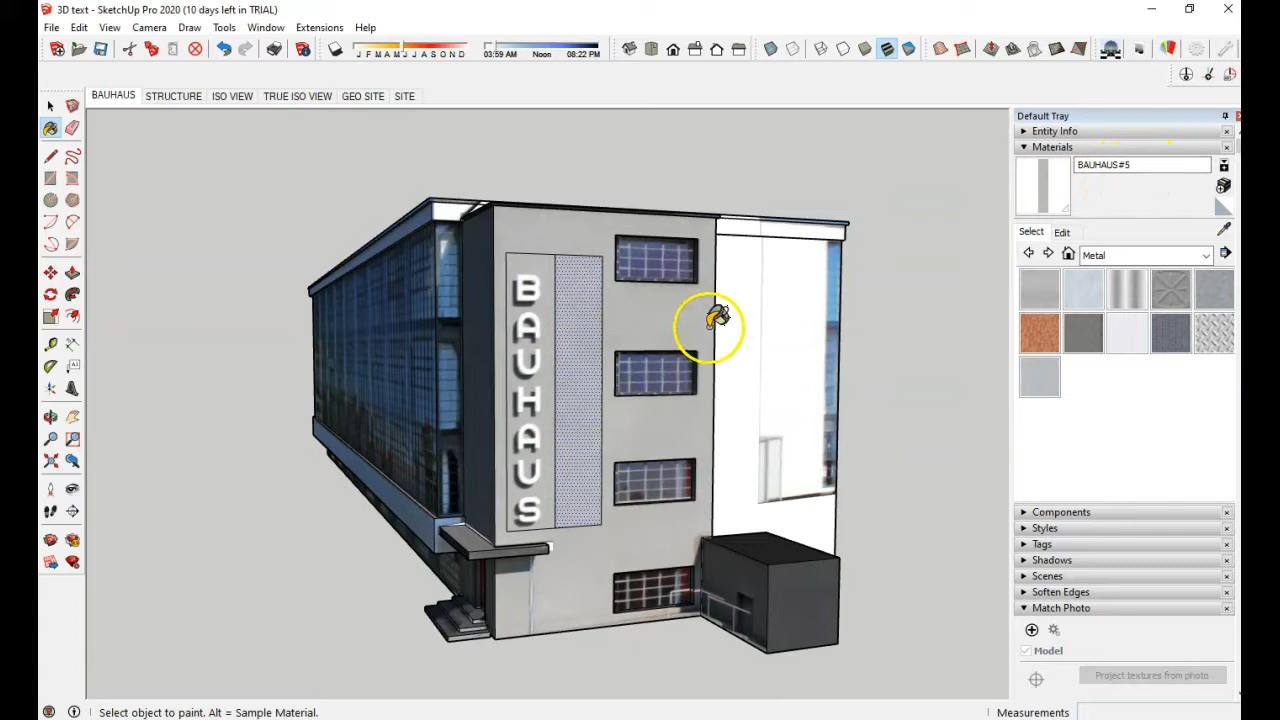 3D text - SketchUp Pro 2020 (10 days left in TRIAL)
File Edit View Camera Draw Tools Window Extensions Help
J F M A M J J A S O N D 03:59 AM Noon 08:22 PM
BAUHAUS STRUCTURE ISO VIEW TRUE ISO VIEW GEO SITE SITE
Default Tray
Entity Info
Materials
BAUHAUS#5
Select Edit
Metal
BAUHAUS
Components
Styles
Tags
Shadows
Scenes
Soften Edges
Match Photo
Model
Project textures from photo
Select object to paint. Alt = Sample Material.
Measurements